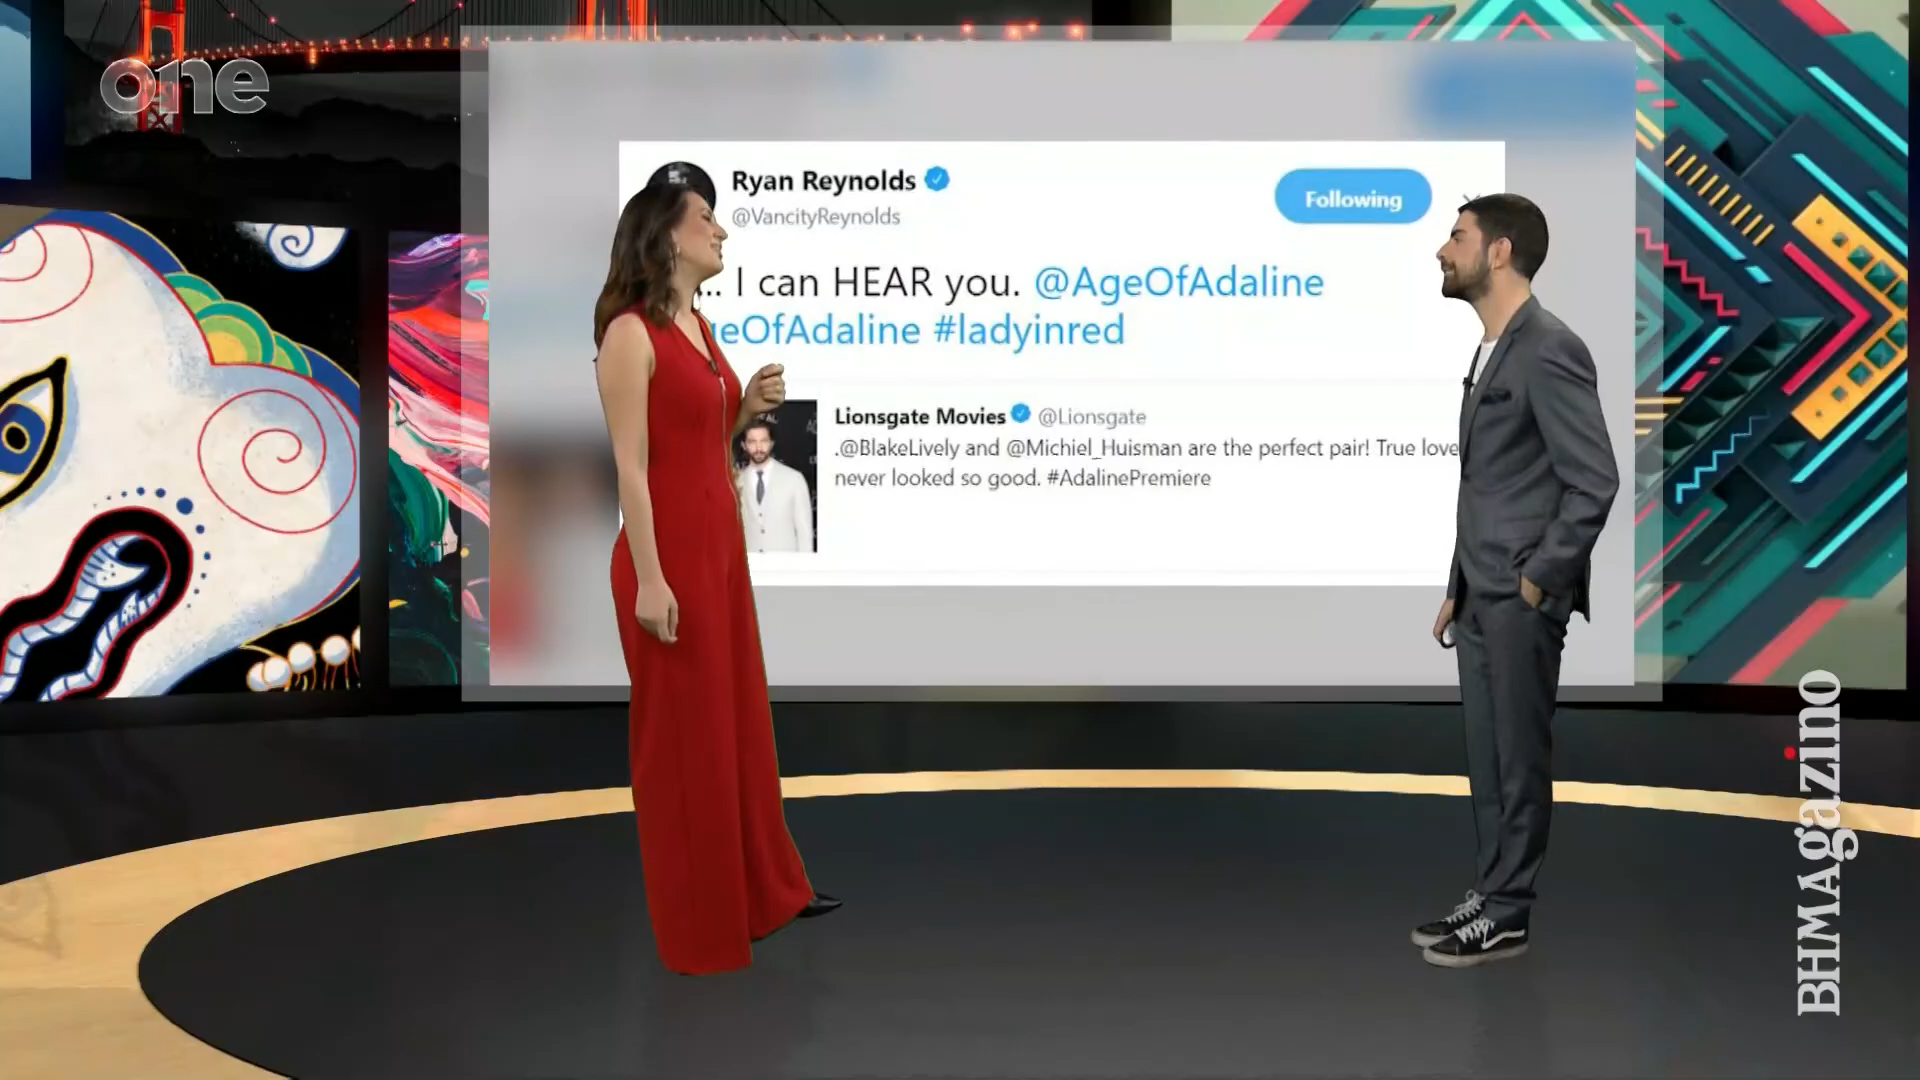 one
Ryan Reynolds
@VancityReynolds
Following
... I can HEAR you. @AgeOfAdaline
eOfAdaline #ladyinred
Lionsgate Movies @Lionsgate
.@BlakeLively and @Michiel_Huisman are the perfect pair! True love
never looked so good. #AdalinePremiere
BHMAgazino